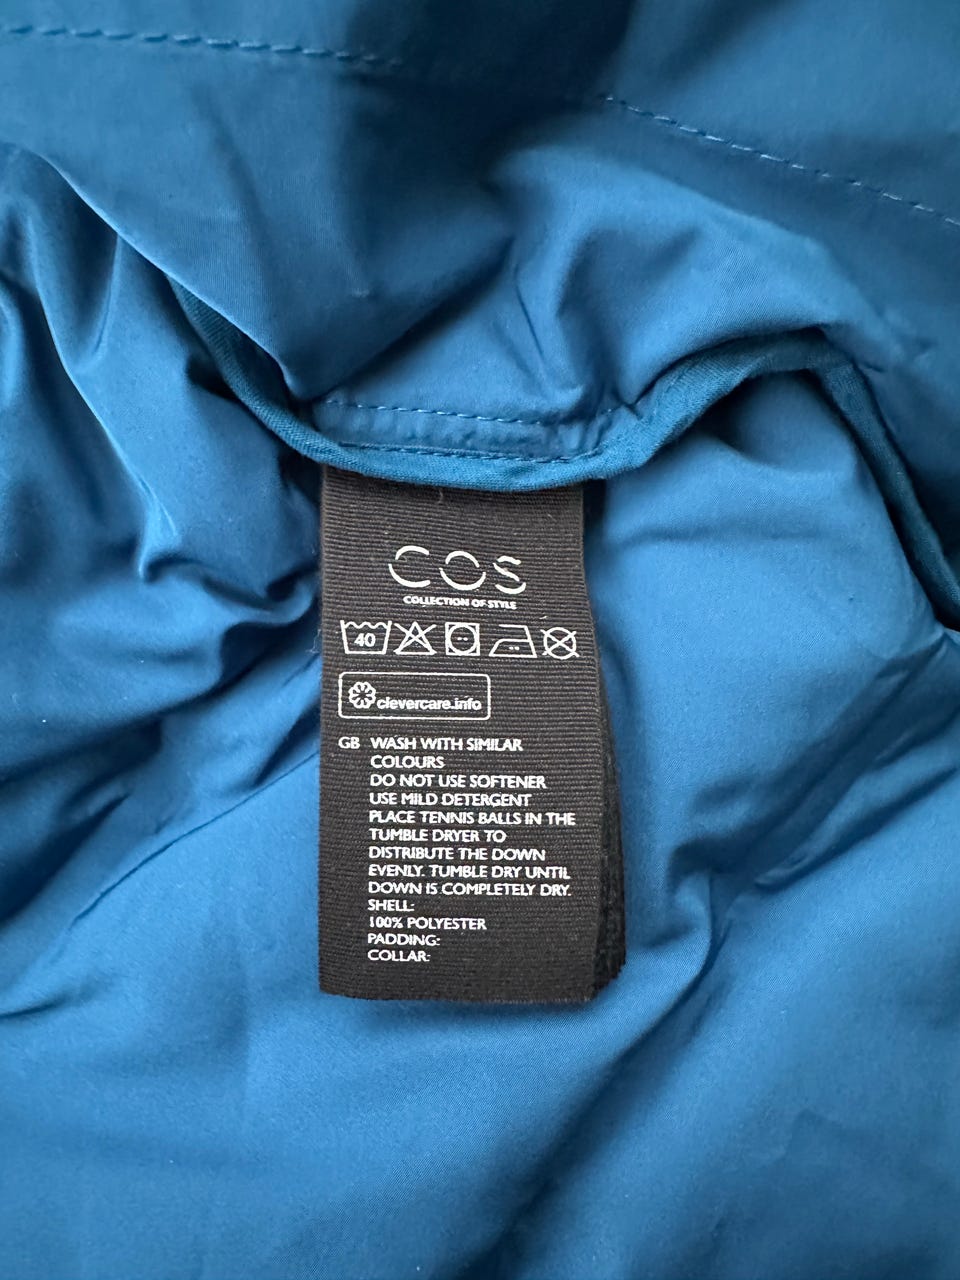 COS
COLLECTION OF STYLE
40
clevercare.info
GB WASH WITH SIMILAR
COLOURS
DO NOT USE SOFTENER
USE MILD DETERGENT
PLACE TENNIS BALLS IN THE
TUMBLE DRYER TO
DISTRIBUTE THE DOWN
EVENLY. TUMBLE DRY UNTIL
DOWN IS COMPLETELY DRY.
SHELL:
100% POLYESTER
PADDING:
COLLAR: